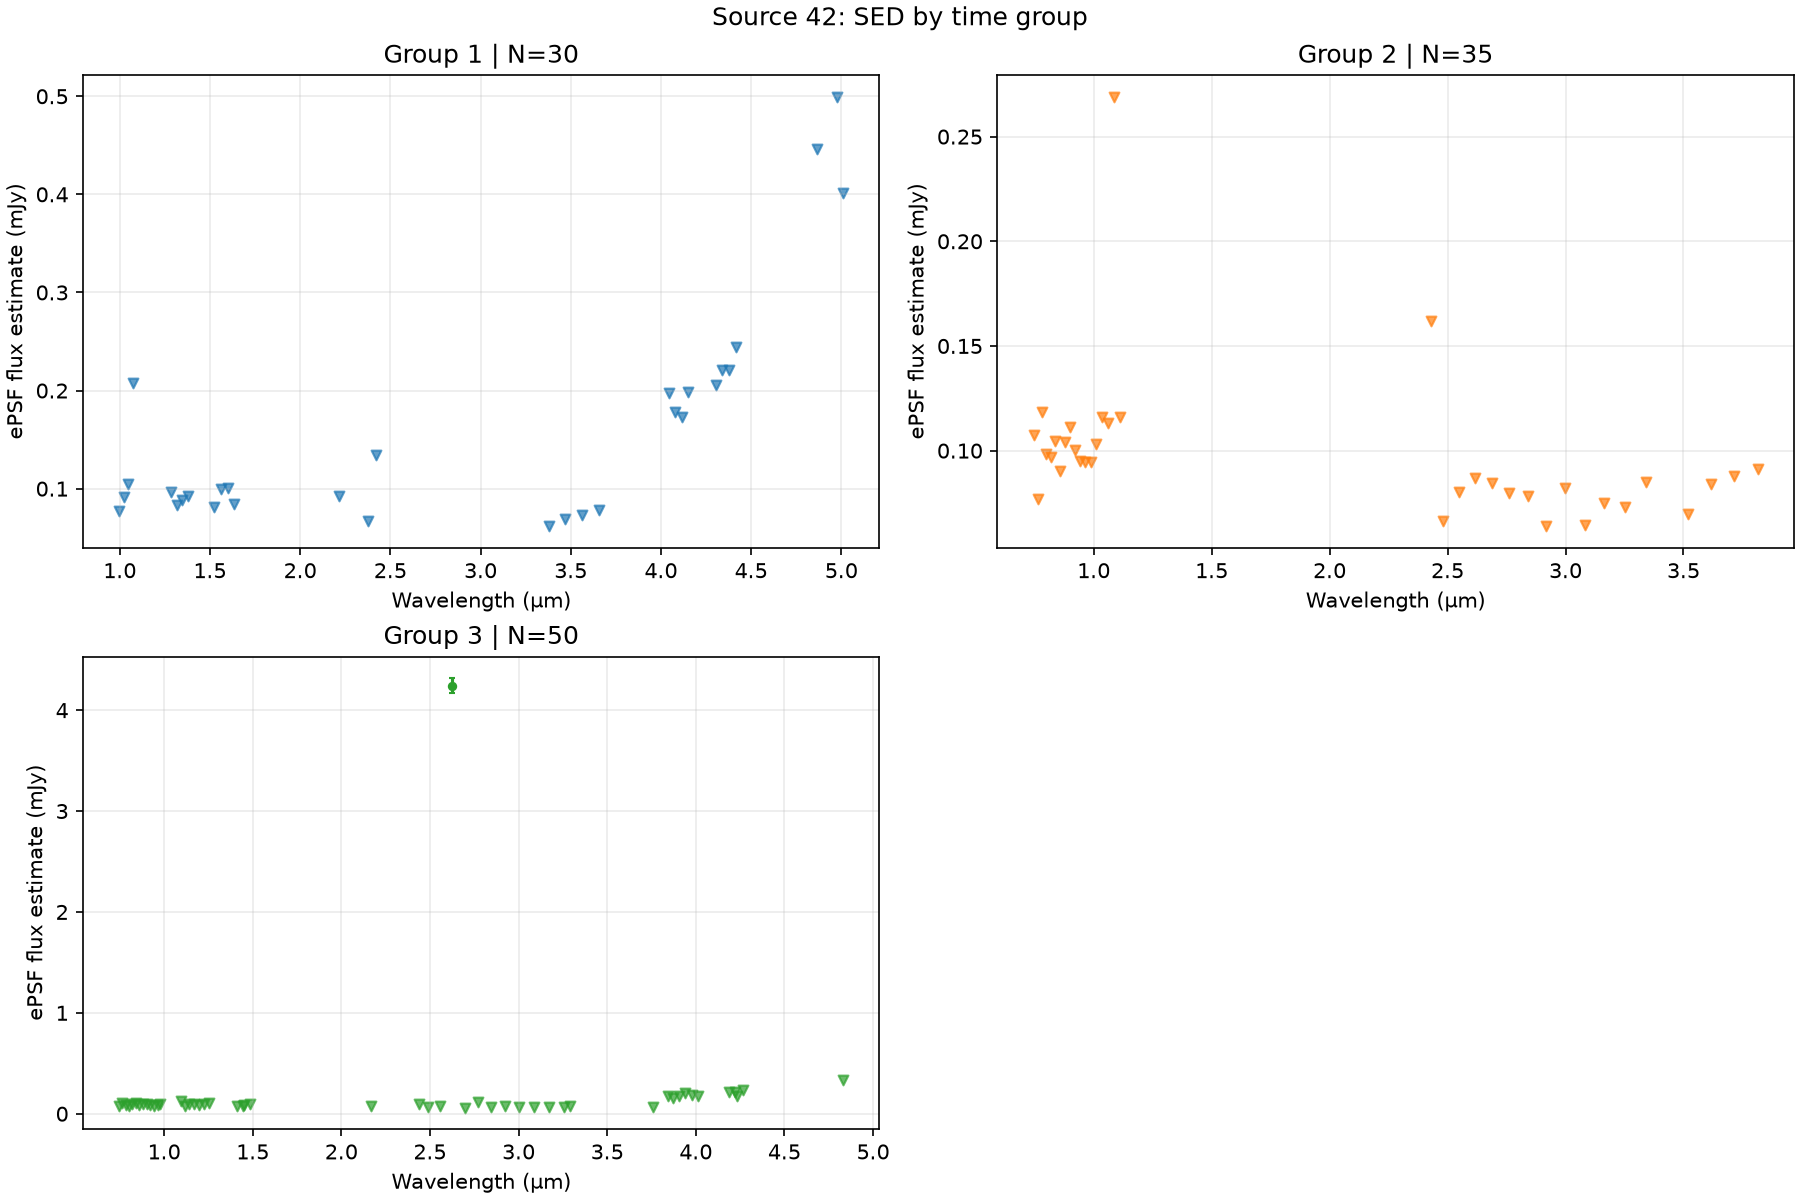 Source 42: SED by time group
Group 1 | N=30
ePSF flux estimate (mJy)
0.5
0.4
0.3
0.2
0.1
1.0 1.5 2.0 2.5 3.0 3.5 4.0 4.5 5.0
Wavelength (μm)
Group 2 | N=35
ePSF flux estimate (mJy)
0.25
0.20
0.15
0.10
1.0 1.5 2.0 2.5 3.0 3.5
Wavelength (μm)
Group 3 | N=50
ePSF flux estimate (mJy)
4
3
2
1
0
1.0 1.5 2.0 2.5 3.0 3.5 4.0 4.5 5.0
Wavelength (μm)